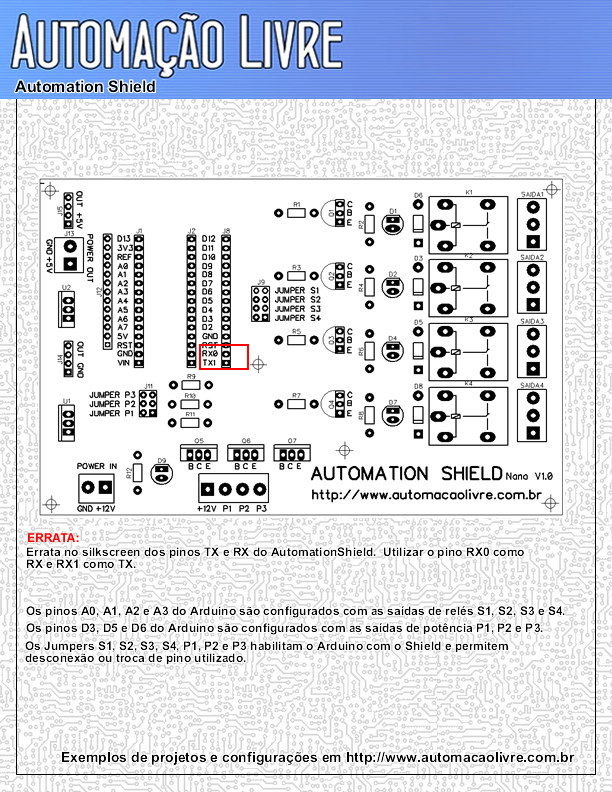 AUTOMAÇÃO LIVRE
Automation Shield
J15
OUT
+5V
J13
GND +5V
POWER OUT
U2
J14
OUT
GND
U1
J12
J1
D13
3V3
REF
A0
A1
A2
A3
A4
A5
A6
A7
5V
RST
GND
VIN
J2
J8
D12
D11
D10
D9
D8
D7
D6
D5
D4
D3
D2
GND
RST
RX0
TX1
J9
JUMPER S1
JUMPER S2
JUMPER S3
JUMPER S4
J11
JUMPER P3
JUMPER P2
JUMPER P1
R9
R10
R11
R1
Q1
C
B
E
R2
D1
D6
K1
SAIDA1
R3
Q2
C
B
E
R4
D2
D3
K2
SAIDA2
R5
Q3
C
B
E
R6
D4
D5
K3
SAIDA3
R7
Q4
C
B
E
R8
D7
D8
K4
SAIDA4
POWER IN
GND +12V
R12
D9
Q5
B C E
Q6
B C E
Q7
B C E
+12V P1 P2 P3
AUTOMATION SHIELD Nano V1.0
http://www.automacaolivre.com.br
ERRATA:
Errata no silkscreen dos pinos TX e RX do AutomationShield. Utilizar o pino RX0 como
RX e RX1 como TX.
Os pinos A0, A1, A2 e A3 do Arduino são configurados com as saídas de relés S1, S2, S3 e S4.
Os pinos D3, D5 e D6 do Arduino são configurados com as saídas de potência P1, P2 e P3.
Os Jumpers S1, S2, S3, S4, P1, P2 e P3 habilitam o Arduino com o Shield e permitem
desconexão ou troca de pino utilizado.
Exemplos de projetos e configurações em http://www.automacaolivre.com.br